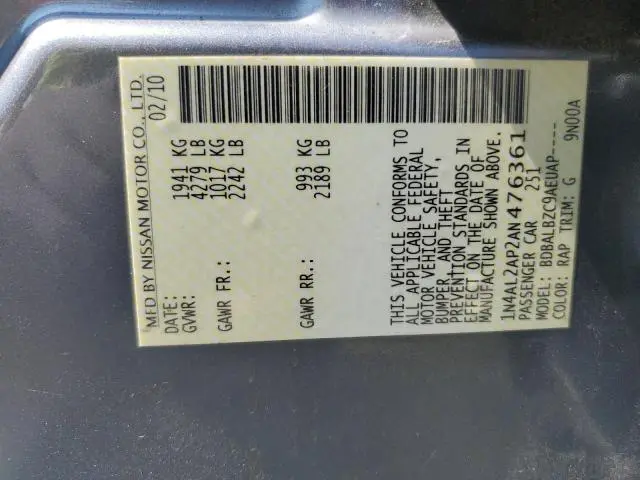 MFD BY NISSAN MOTOR CO., LTD.
DATE: 02/10
GVWR: 1941 KG
4279 LB
GAWR FR.: 1017 KG
2242 LB
GAWR RR.: 993 KG
2189 LB
THIS VEHICLE CONFORMS TO
ALL APPLICABLE FEDERAL
MOTOR VEHICLE SAFETY,
BUMPER, AND THEFT
PREVENTION STANDARDS IN
EFFECT ON THE DATE OF
MANUFACTURE SHOWN ABOVE.
1N4AL2AP2AN476361
PASSENGER CAR 251
MODEL: BDBALBZC9AEUAP----
COLOR: RAP TRIM: G 9N00A